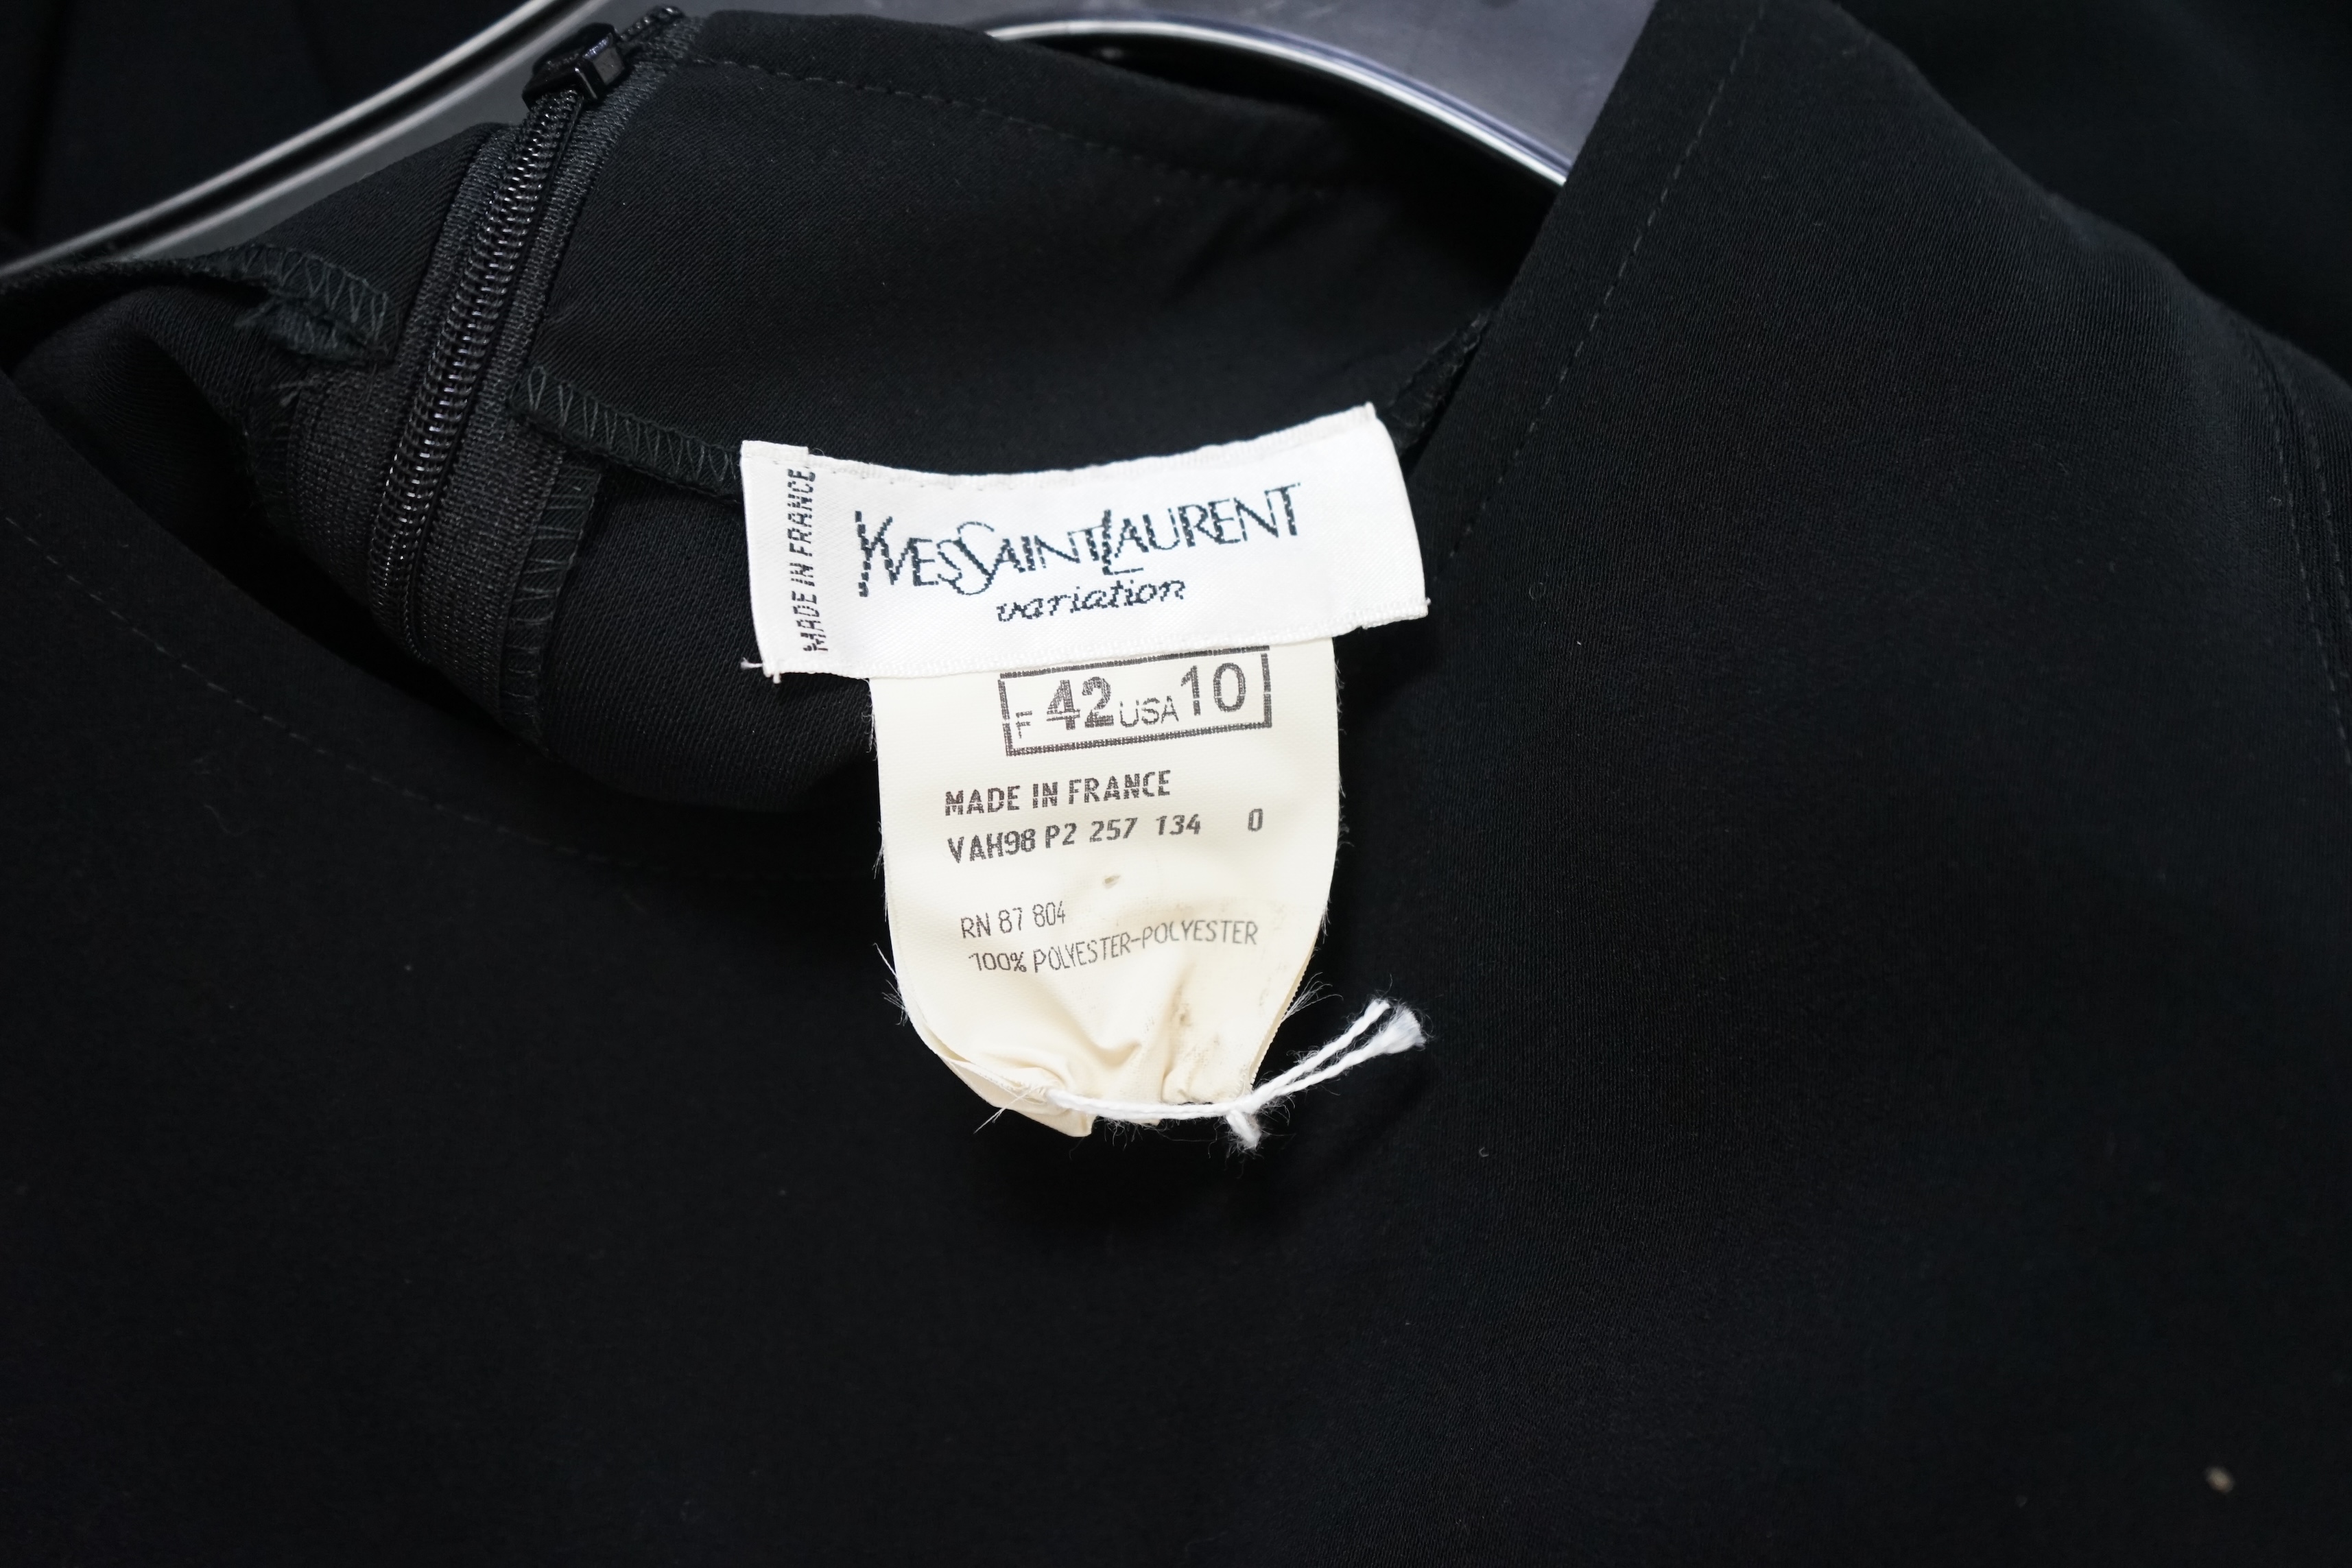 MADE IN FRANCE
YVESSAINTLAURENT
variation
F 42 USA 10
MADE IN FRANCE
VAH98 P2 257 134 0
RN 87 804
100% POLYESTER-POLYESTER